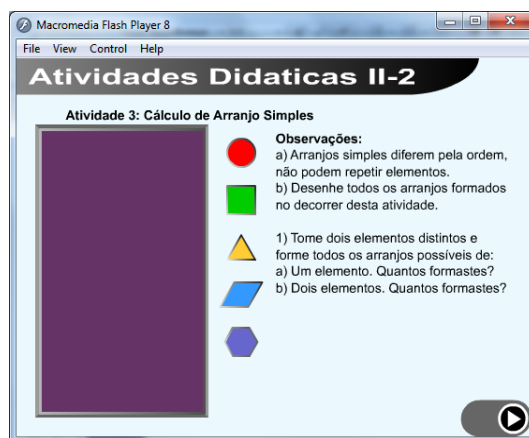 Macromedia Flash Player 8
File View Control Help
Atividades Didaticas II-2
Atividade 3: Cálculo de Arranjo Simples
Observações:
a) Arranjos simples diferem pela ordem,
não podem repetir elementos.
b) Desenhe todos os arranjos formados
no decorrer desta atividade.
1) Tome dois elementos distintos e
forme todos os arranjos possíveis de:
a) Um elemento. Quantos formastes?
b) Dois elementos. Quantos formastes?